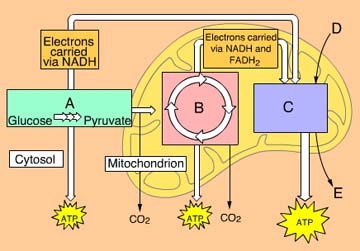 Electrons
carried
via NADH
Electrons carried
via NADH and
FADH₂
D
A
Glucose Pyruvate
B
C
Cytosol
Mitochondrion
E
CO₂
CO₂
ATP
ATP
ATP